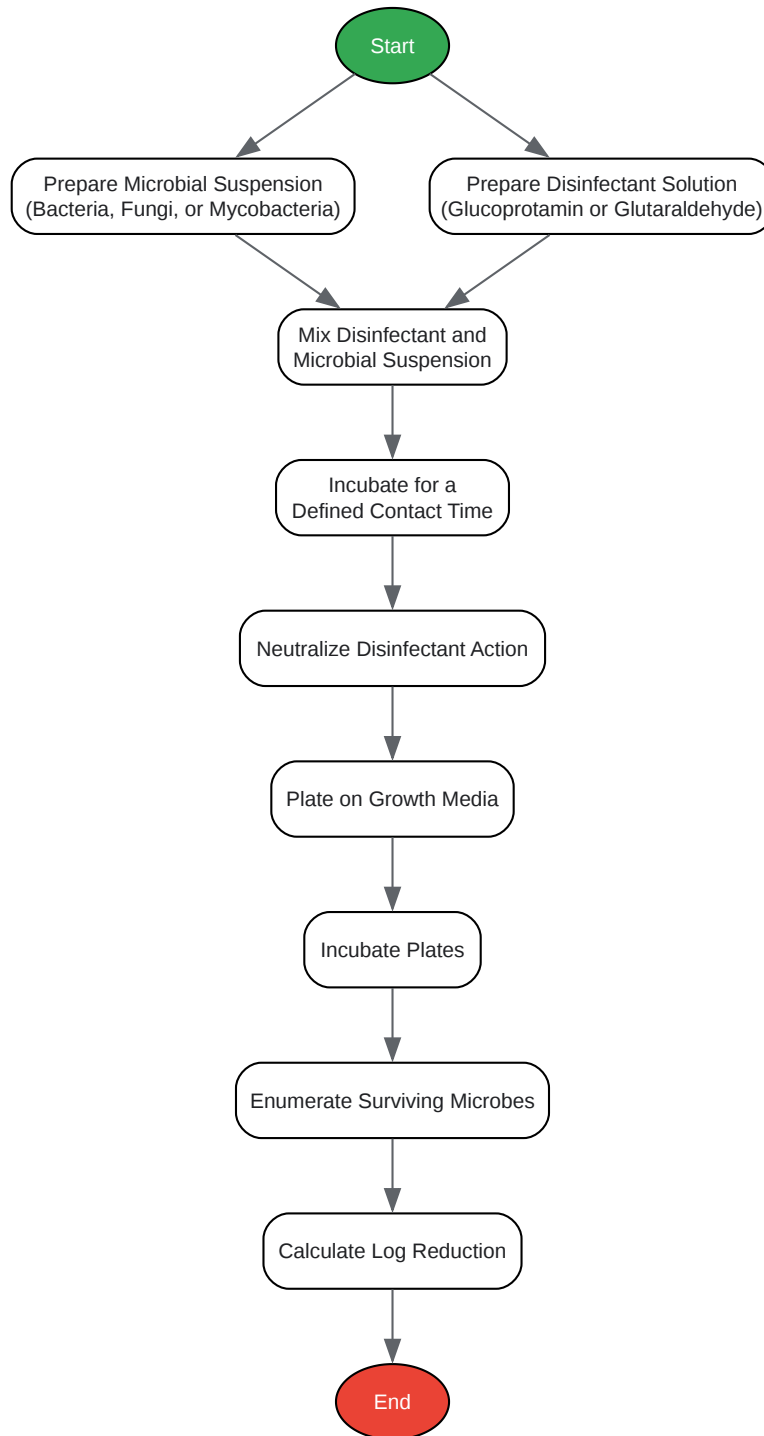 Start
Prepare Microbial Suspension
(Bacteria, Fungi, or Mycobacteria)
Prepare Disinfectant Solution
(Glucoprotamin or Glutaraldehyde)
Mix Disinfectant and
Microbial Suspension
Incubate for a
Defined Contact Time
Neutralize Disinfectant Action
Plate on Growth Media
Incubate Plates
Enumerate Surviving Microbes
Calculate Log Reduction
End